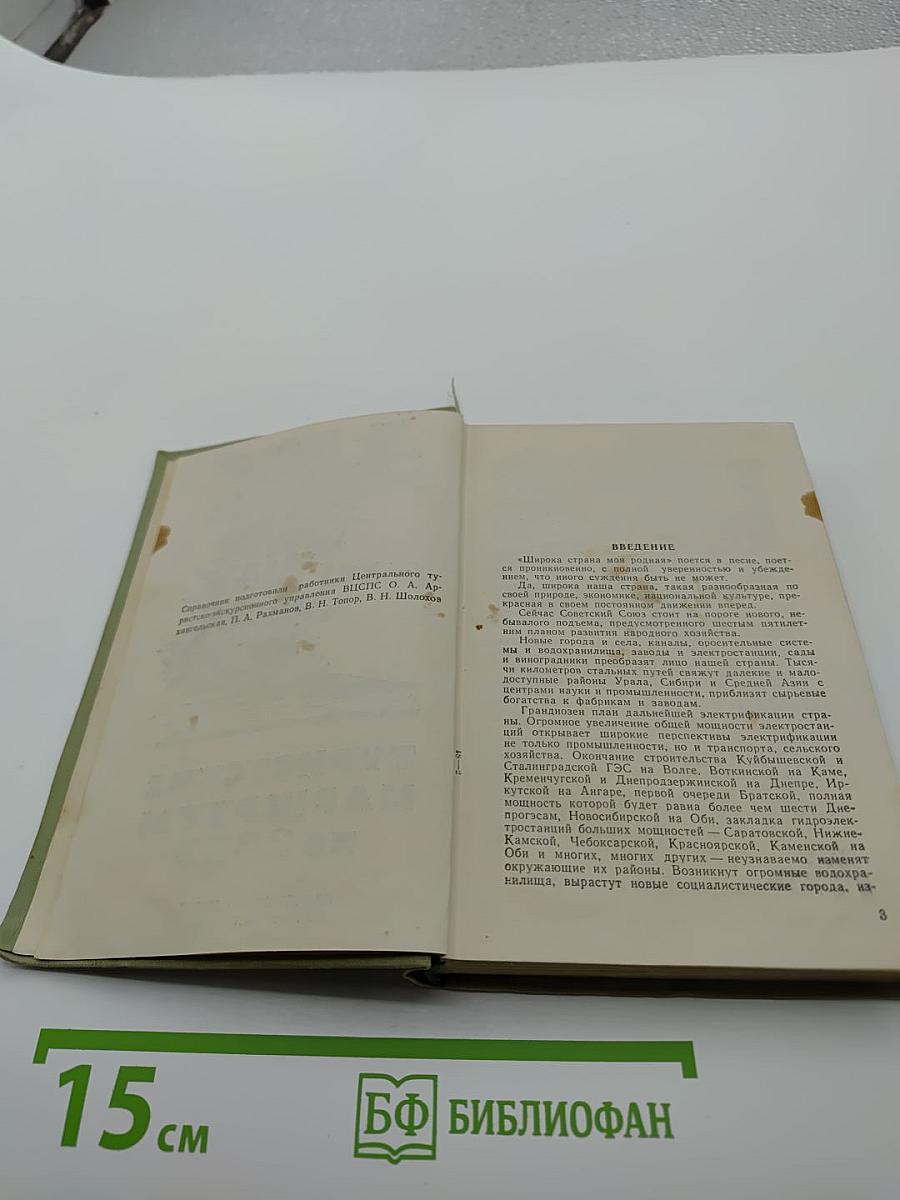 Справочник подготовили работники Центрального ту-
ристско-экскурсионного управления ВЦСПС О. А. Ар-
хангельская, П. А. Рахманов, В. Н. Топор, В. Н. Шолохов
18—2
ВВЕДЕНИЕ
«Широка страна моя родная» поется в песне, поет-
ся проникновенно, с полной уверенностью и убежде-
нием, что иного суждения быть не может.
Да, широка наша страна, такая разнообразная по
своей природе, экономике, национальной культуре, пре-
красная в своем постоянном движении вперед.
Сейчас Советский Союз стоит на пороге нового, не-
бывалого подъема, предусмотренного шестым пятилет-
ним планом развития народного хозяйства.
Новые города и села, каналы, оросительные систе-
мы и водохранилища, заводы и электростанции, сады
и виноградники преобразят лицо нашей страны. Тыся-
чи километров стальных путей свяжут далекие и мало-
доступные районы Урала, Сибири и Средней Азии с
центрами науки и промышленности, приблизят сырьевые
богатства к фабрикам и заводам.
Грандиозен план дальнейшей электрификации стра-
ны. Огромное увеличение общей мощности электростан-
ций открывает широкие перспективы электрификации
не только промышленности, но и транспорта, сельского
хозяйства. Окончание строительства Куйбышевской и
Сталинградской ГЭС на Волге, Воткинской на Каме,
Кременчугской и Днепродзержинской на Днепре, Ир-
кутской на Ангаре, первой очереди Братской, полная
мощность которой будет равна более чем шести Дне-
прогэсам, Новосибирской на Оби, закладка гидроэлек-
тростанций больших мощностей — Саратовской, Нижне-
Камской, Чебоксарской, Красноярской, Каменской на
Оби и многих, многих других — неузнаваемо изменят
окружающие их районы. Возникнут огромные водохра-
нилища, вырастут новые социалистические города, из-
3
15 см
БФ БИБЛИОФАН